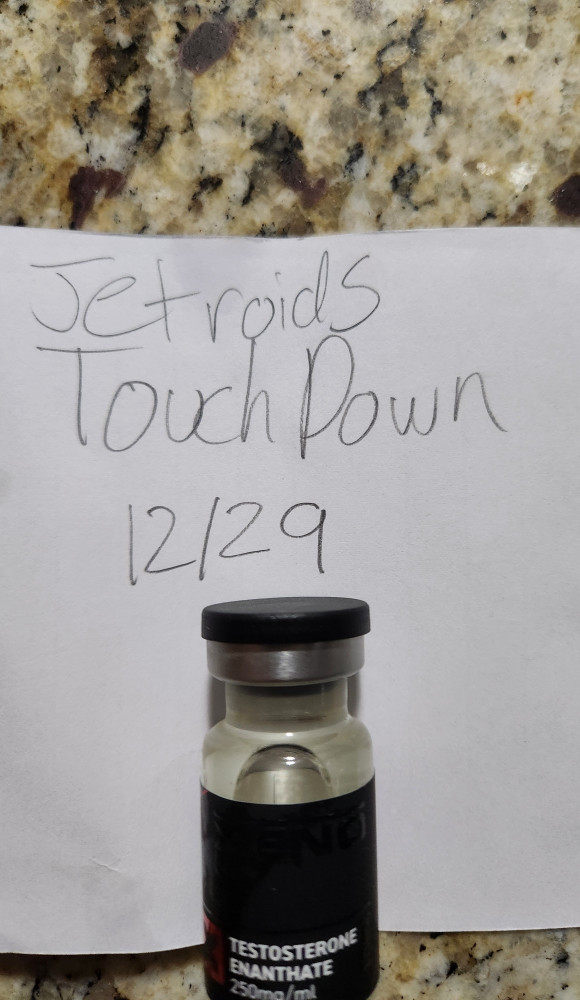 Jetroids
TouchDown
12/29
TESTOSTERONE
ENANTHATE
250mg/ml